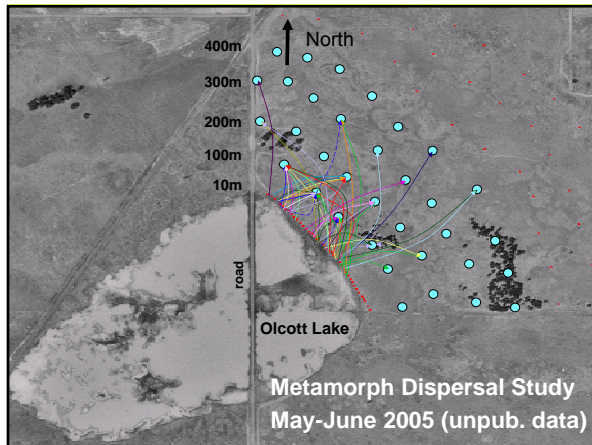 400m
North
300m
200m
100m
10m
road
Olcott Lake
Metamorph Dispersal Study
May-June 2005 (unpub. data)